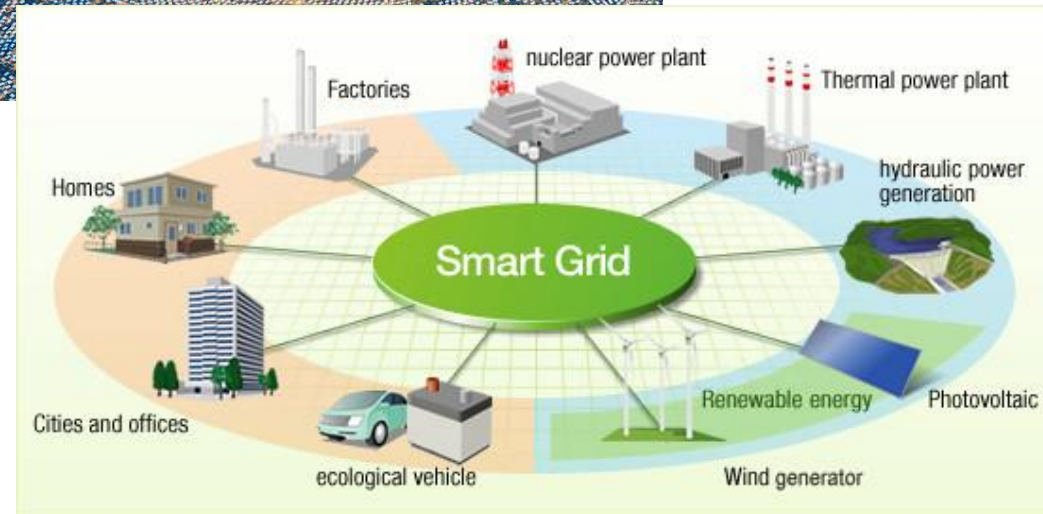 nuclear power plant
Factories
Thermal power plant
hydraulic power
generation
Homes
Smart Grid
Renewable energy
Photovoltaic
Cities and offices
ecological vehicle
Wind generator